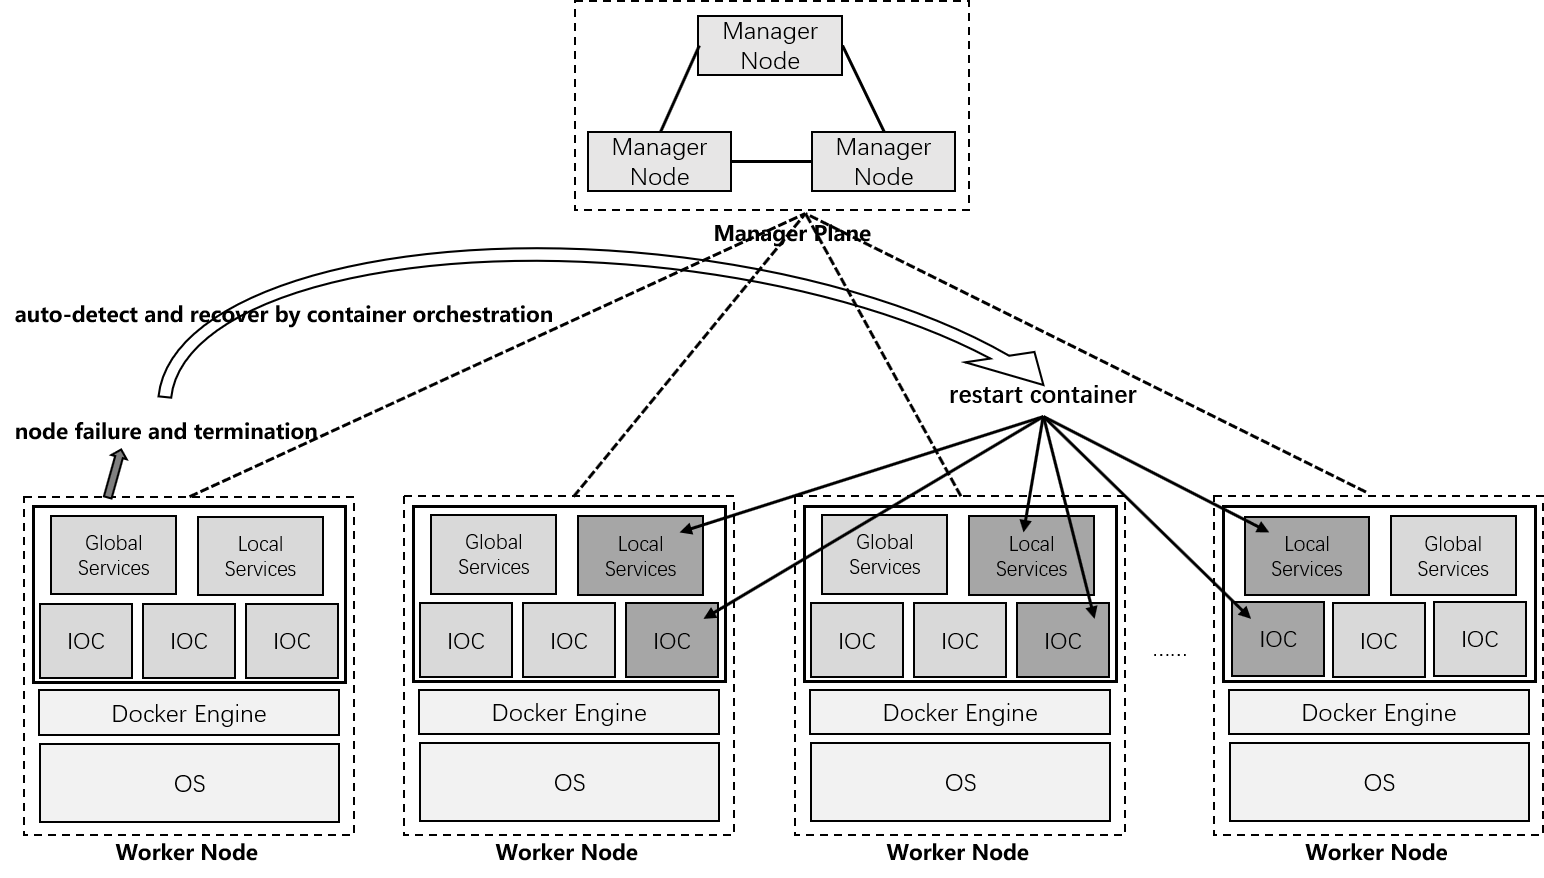 Manager
Node
Manager
Node
Manager
Node
Manager Plane
auto-detect and recover by container orchestration
restart container
node failure and termination
Global
Services
Local
Services
IOC
IOC
IOC
Docker Engine
OS
Worker Node
Global
Services
Local
Services
IOC
IOC
IOC
Docker Engine
OS
Worker Node
Global
Services
Local
Services
IOC
IOC
IOC
Docker Engine
OS
Worker Node
......
Local
Services
Global
Services
IOC
IOC
IOC
Docker Engine
OS
Worker Node